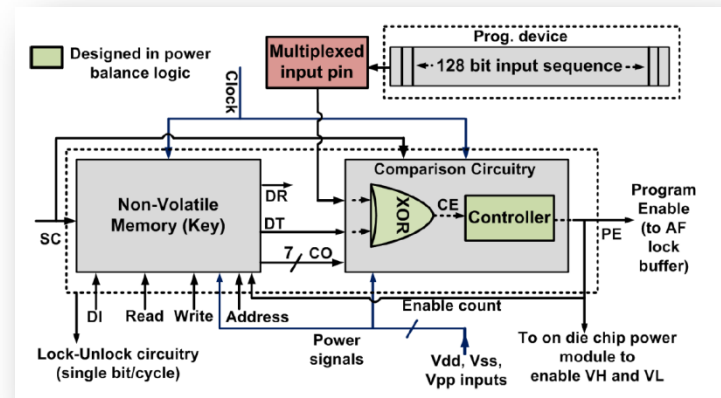 Designed in power
balance logic
Clock
Multiplexed
input pin
Prog. device
128 bit input sequence
Non-Volatile
Memory (Key)
DR
DT
7
CO
SC
Comparison Circuitry
XOR
CE
Controller
PE
Program
Enable
(to AF
lock
buffer)
DI
Read
Write
Address
Enable count
Lock-Unlock circuitry
(single bit/cycle)
Power
signals
Vdd, Vss,
Vpp inputs
To on die chip power
module to
enable VH and VL